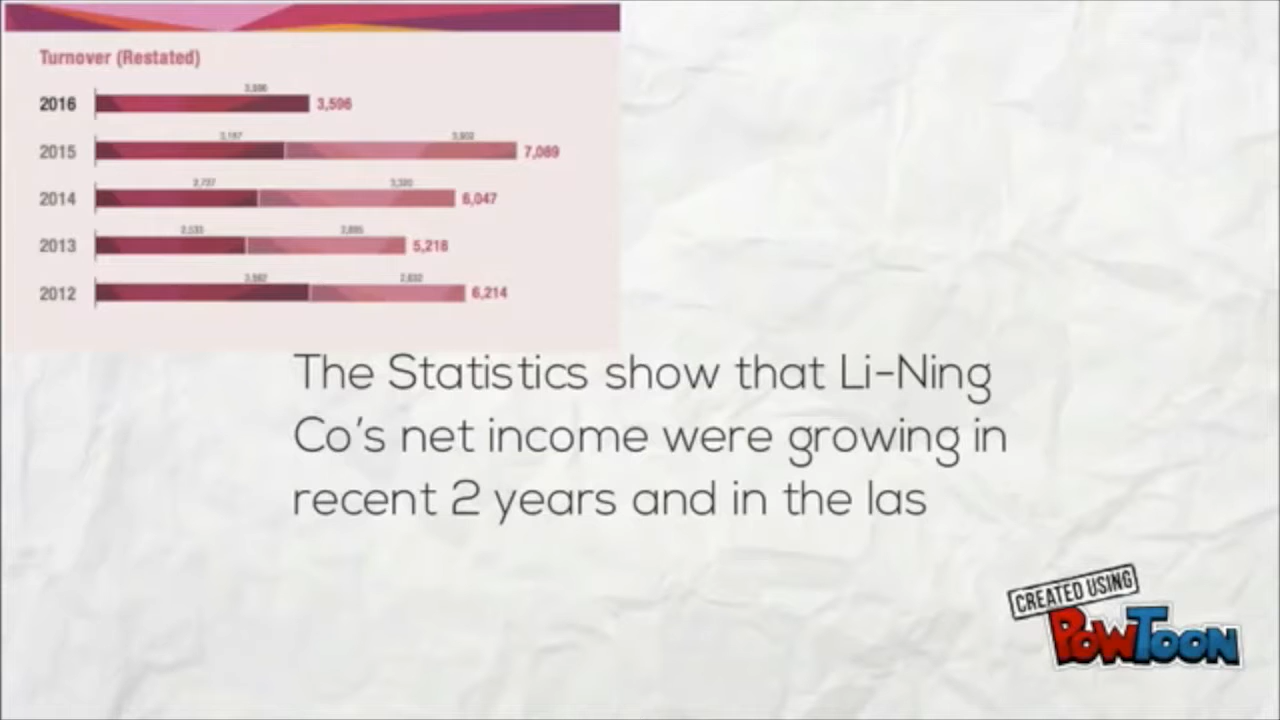 Turnover (Restated)
2016 3,596
2015 7,089
2014 6,047
2013 5,218
2012 6,214
The Statistics show that Li-Ning
Co's net income were growing in
recent 2 years and in the las
CREATED USING
POWTOON